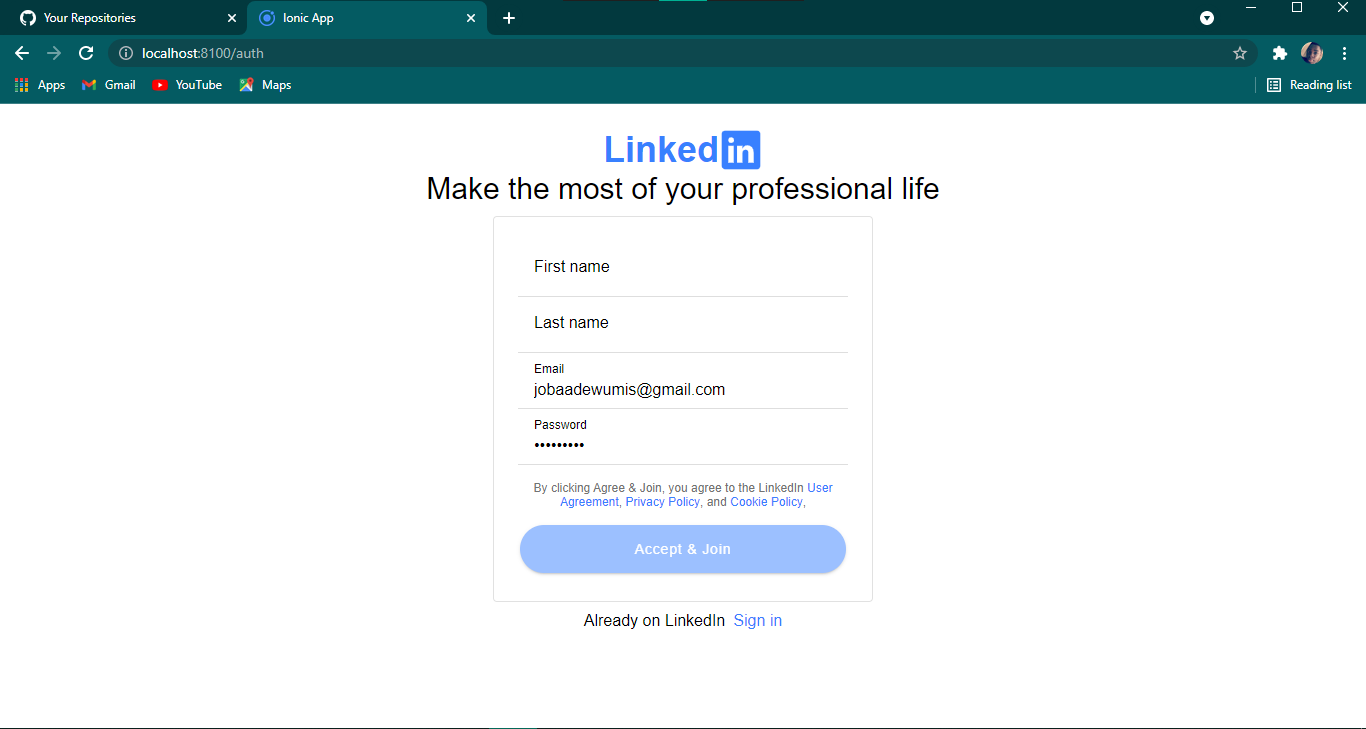 Your Repositories
Ionic App
localhost:8100/auth
Apps Gmail YouTube Maps Reading list
Linkedin
Make the most of your professional life
First name
Last name
Email
jobaadewumis@gmail.com
Password
•••••••••
By clicking Agree & Join, you agree to the LinkedIn User
Agreement, Privacy Policy, and Cookie Policy,
Accept & Join
Already on LinkedIn Sign in